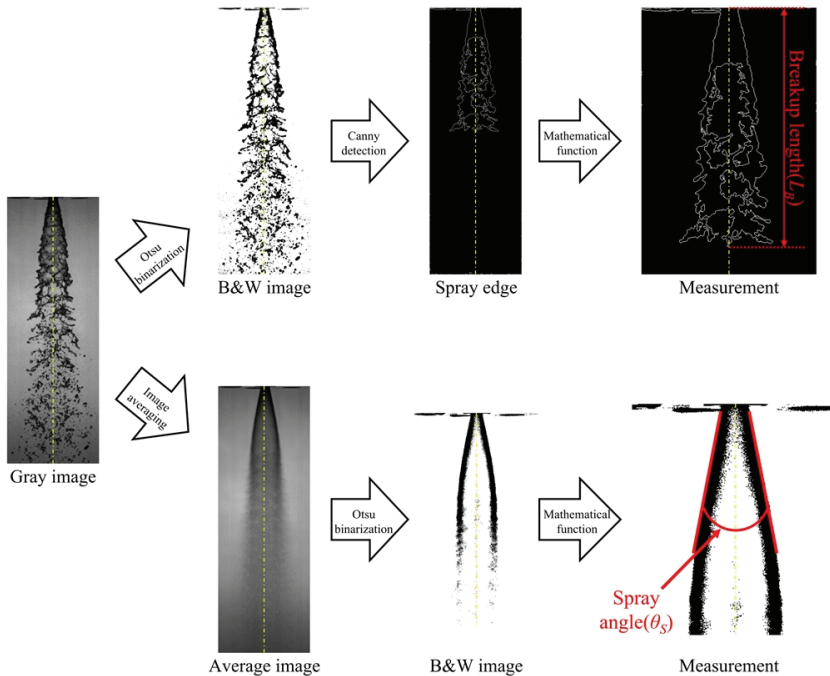 Otsu
binarization
B&W image
Canny
detection
Spray edge
Mathematical
function
Breakup length(L_B)
Measurement
Gray image
Image
averaging
Average image
Otsu
binarization
B&W image
Mathematical
function
Spray
angle(θ_S)
Measurement